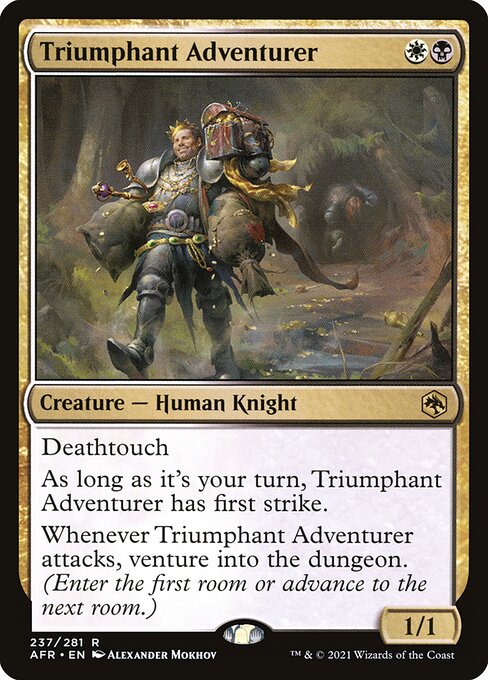 Triumphant Adventurer
Creature — Human Knight
Deathtouch
As long as it's your turn, Triumphant
Adventurer has first strike.
Whenever Triumphant Adventurer
attacks, venture into the dungeon.
(Enter the first room or advance to the
next room.)
1/1
237/281 R
AFR • EN Alexander Mokhov
™ & © 2021 Wizards of the Coast